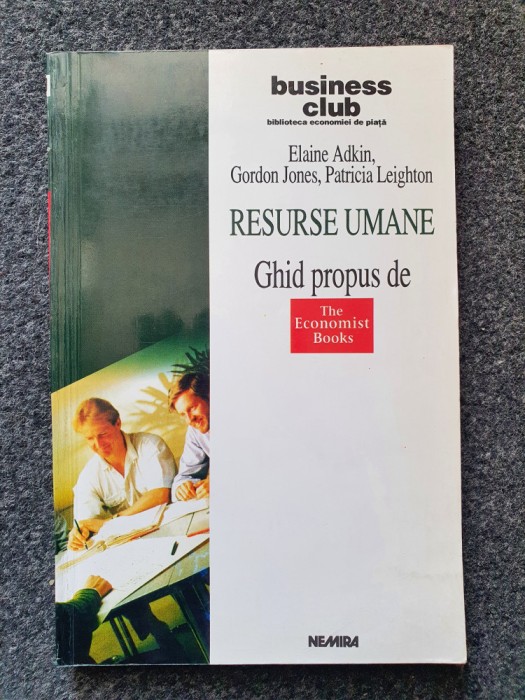 business
club
biblioteca economiei de piață
Elaine Adkin,
Gordon Jones, Patricia Leighton
RESURSE UMANE
Ghid propus de
The
Economist
Books
NEMIRA